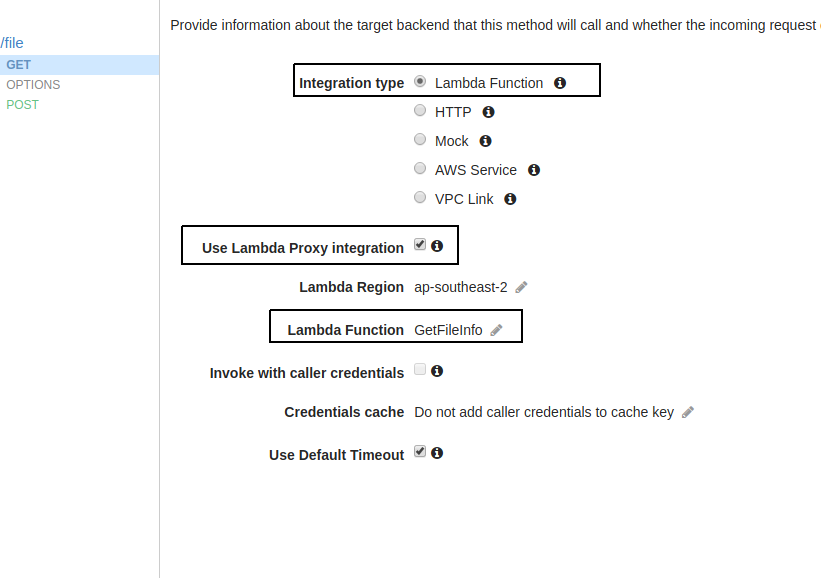 Provide information about the target backend that this method will call and whether the incoming request
/file
GET
OPTIONS
POST
Integration type Lambda Function
HTTP
Mock
AWS Service
VPC Link
Use Lambda Proxy integration
Lambda Region ap-southeast-2
Lambda Function GetFileInfo
Invoke with caller credentials
Credentials cache Do not add caller credentials to cache key
Use Default Timeout